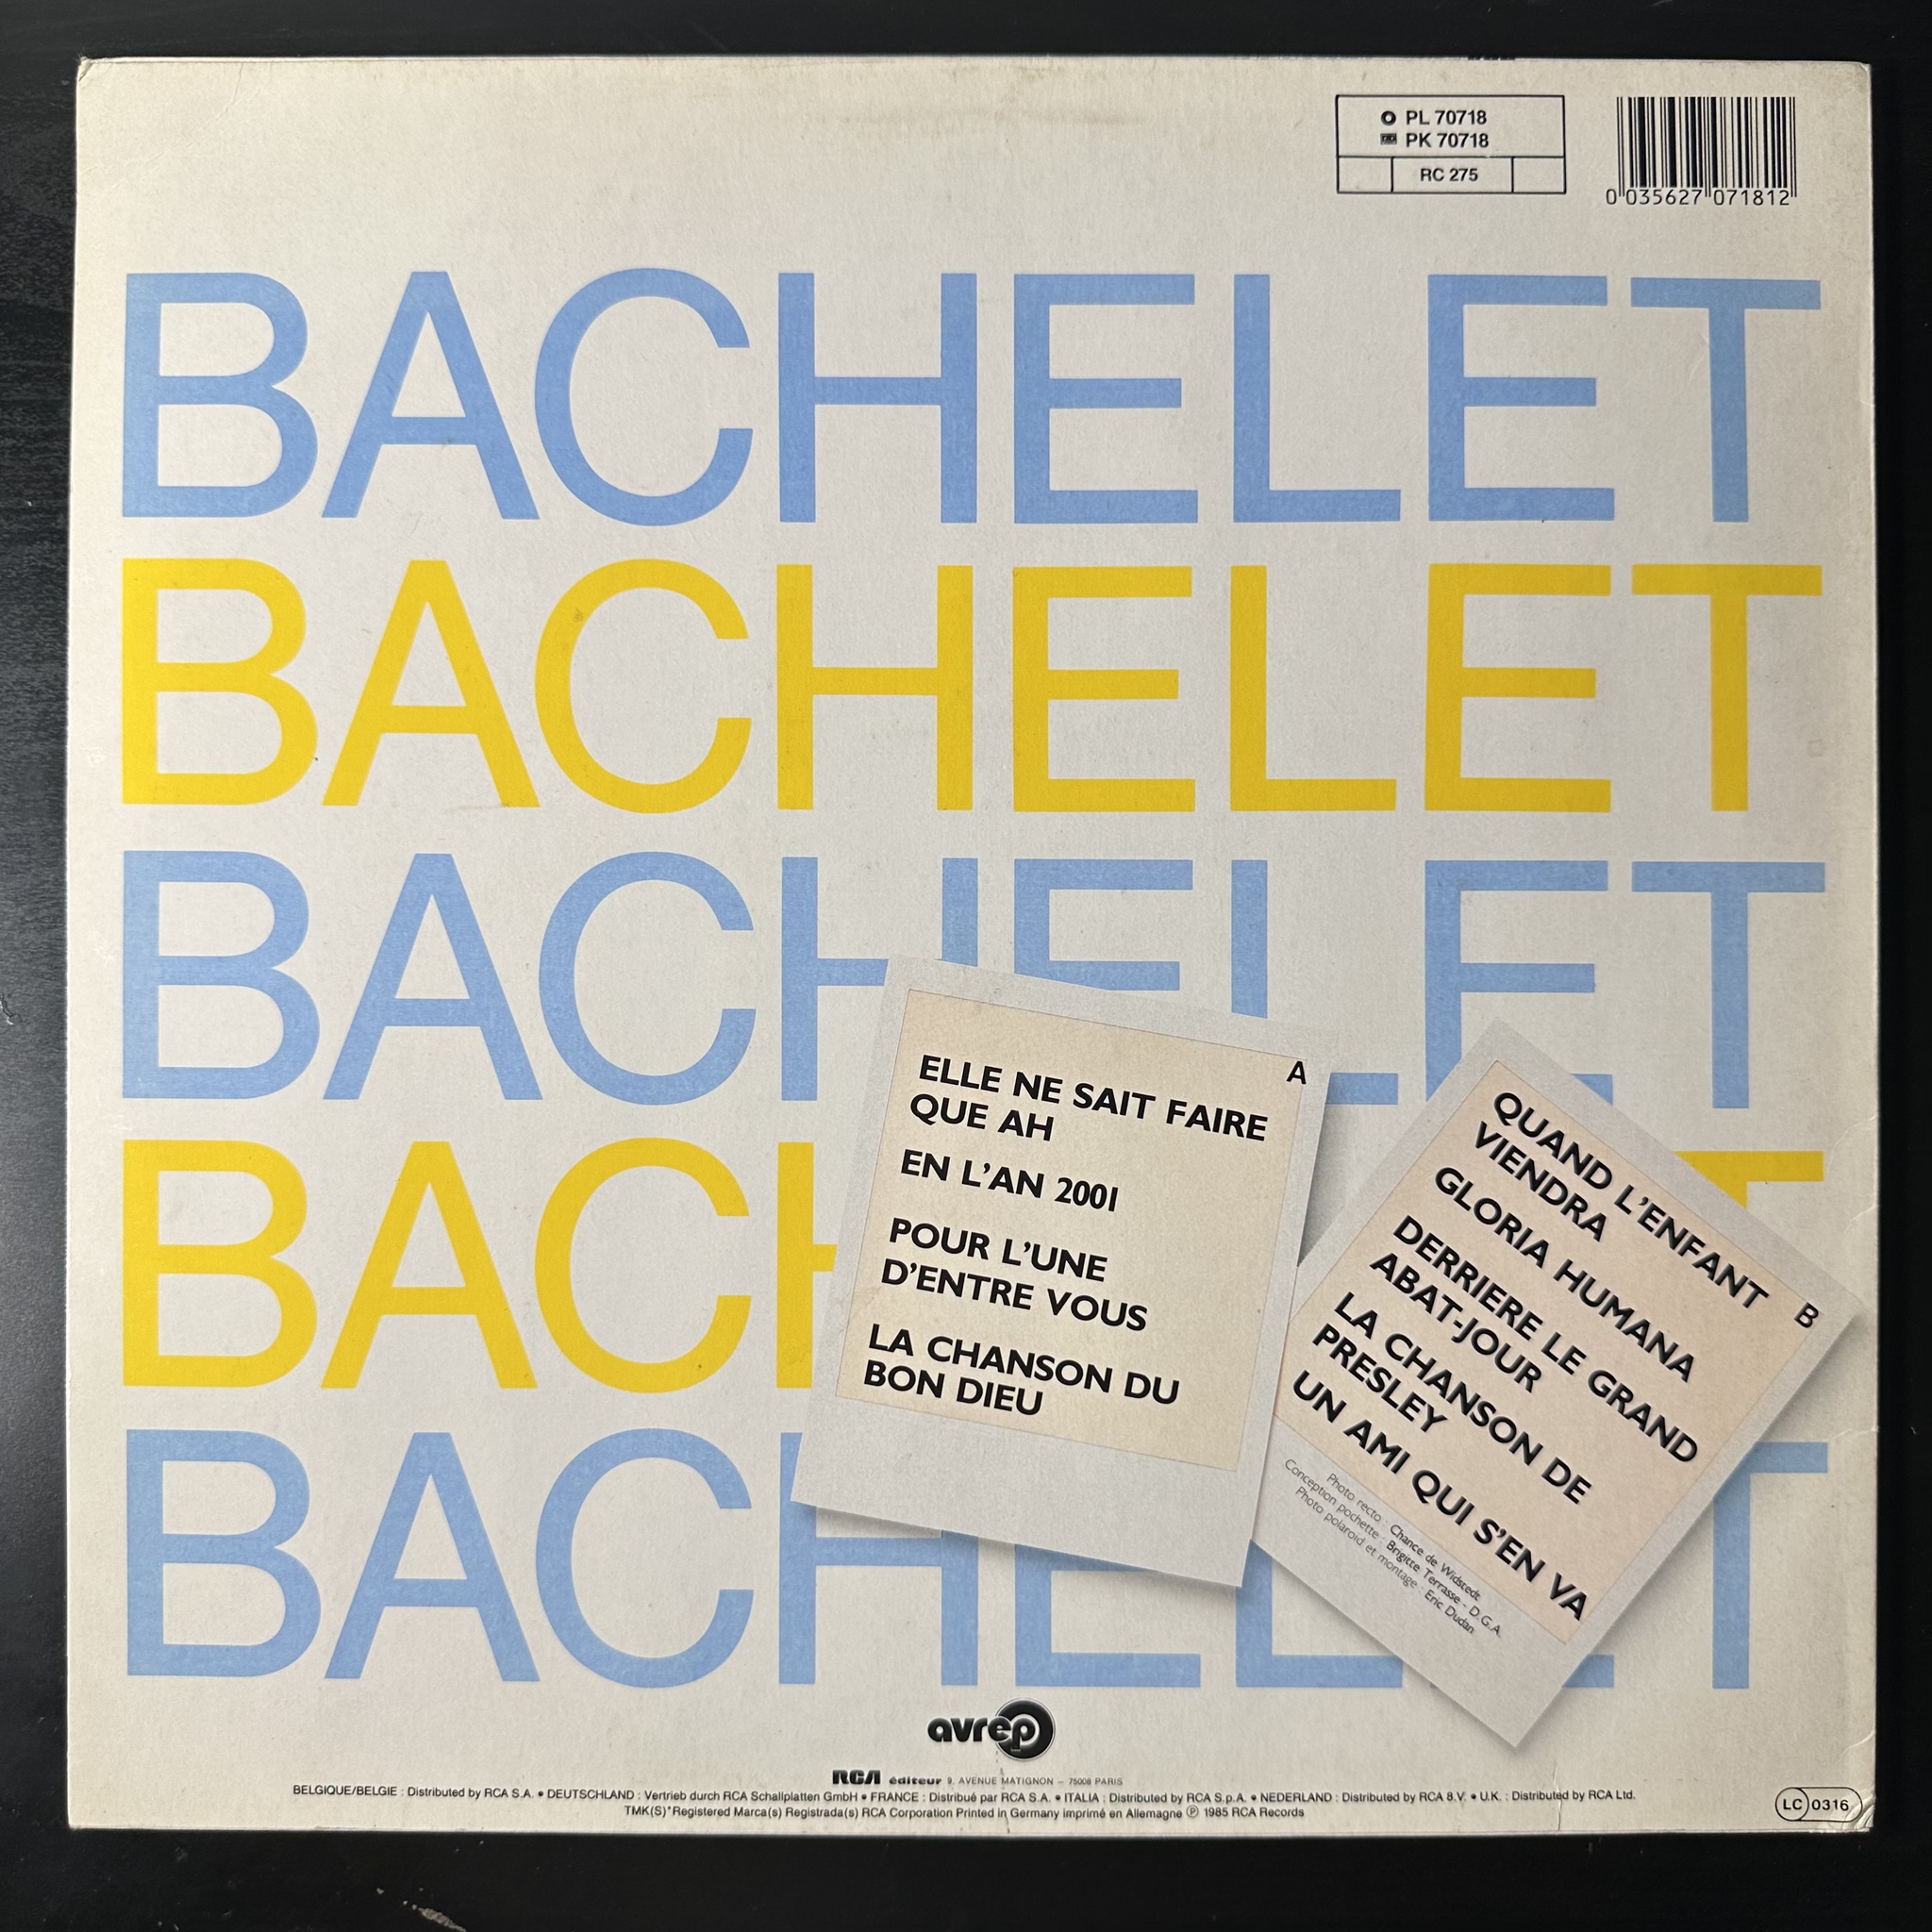 PL 70718
PK 70718
RC 275
0 035627 071812
BACHELET
BACHELET
BACHELET
BACHELET
BACHELET
A
ELLE NE SAIT FAIRE
QUE AH
EN L'AN 2001
POUR L'UNE
D'ENTRE VOUS
LA CHANSON DU
BON DIEU
B
QUAND L'ENFANT
VIENDRA
GLORIA HUMANA
DERRIERE LE GRAND
ABAT-JOUR
LA CHANSON DE
PRESLEY
UN AMI QUI S'EN VA
Photo recto : Chance de Widstedt
Conception pochette : Brigitte Terrasse - D.G.A.
Photo polaroid et montage : Eric Dudan
avrep
RCA éditeur 9, AVENUE MATIGNON – 75008 PARIS
BELGIQUE/BELGIE : Distributed by RCA S.A. • DEUTSCHLAND : Vertrieb durch RCA Schallplatten GmbH • FRANCE : Distribué par RCA S.A. • ITALIA : Distributed by RCA S.p.A. • NEDERLAND : Distributed by RCA B.V. • U.K. : Distributed by RCA Ltd.
TMK(S)® Registered Marca(s) Registrada(s) RCA Corporation Printed in Germany imprimé en Allemagne Ⓟ 1985 RCA Records
LC 0316